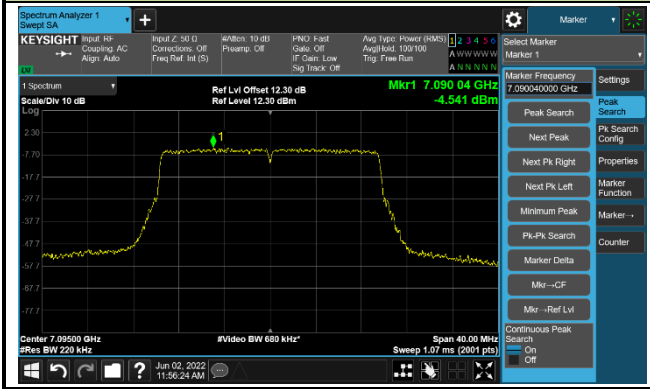 Spectrum Analyzer 1
Swept SA
Marker
KEYSIGHT
Input: RF
Coupling: AC
Align: Auto
Input Z: 50 Ω
Corrections: Off
Freq Ref: Int (S)
#Atten: 10 dB
Preamp: Off
PNO: Fast
Gate: Off
IF Gain: Low
Sig Track: Off
Avg Type: Power (RMS)
Avg|Hold: 100/100
Trig: Free Run
1 2 3 4 5 6
A W W W W W
A N N N N N
LV
Select Marker
Marker 1
1 Spectrum
Scale/Div 10 dB
Log
Ref Lvl Offset 12.30 dB
Ref Level 12.30 dBm
Mkr1 7.090 04 GHz
-4.541 dBm
1
2.30
-7.70
-17.7
-27.7
-37.7
-47.7
-57.7
-67.7
-77.7
Center 7.09500 GHz
#Res BW 220 kHz
#Video BW 680 kHz*
Span 40.00 MHz
Sweep 1.07 ms (2001 pts)
Marker Frequency
7.090040000 GHz
Peak Search
Next Peak
Next Pk Right
Next Pk Left
Minimum Peak
Pk-Pk Search
Marker Delta
Mkr→CF
Mkr→Ref Lvl
Continuous Peak
Search
On
Off
Settings
Peak
Search
Pk Search
Config
Properties
Marker
Function
Marker→
Counter
Jun 02, 2022
11:56:24 AM